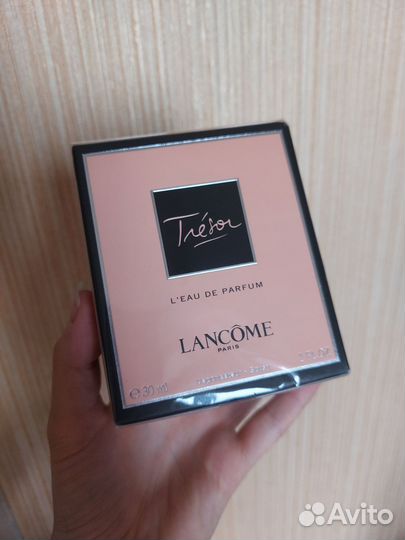 Trésor
L'EAU DE PARFUM
LANCÔME
PARIS
℮ 30 ml
Avito